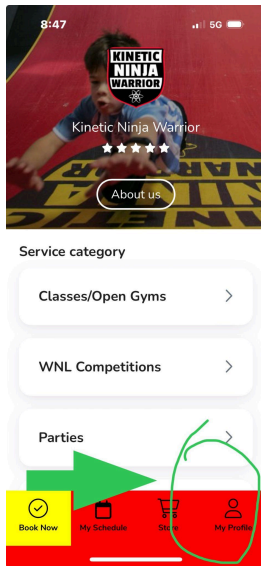 8:47
5G
KINETIC
NINJA
WARRIOR
Kinetic Ninja Warrior
About us
Service category
Classes/Open Gyms
WNL Competitions
Parties
Book Now
My Schedule
Store
My Profile